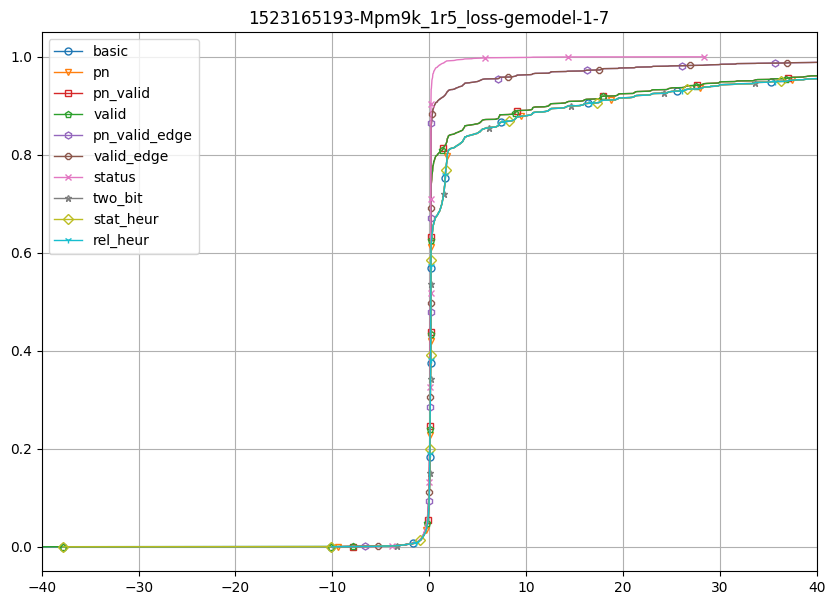 1523165193-Mpm9k_1r5_loss-gemodel-1-7
basic
pn
pn_valid
valid
pn_valid_edge
valid_edge
status
two_bit
stat_heur
rel_heur
1.0
0.8
0.6
0.4
0.2
0.0
−40 −30 −20 −10 0 10 20 30 40